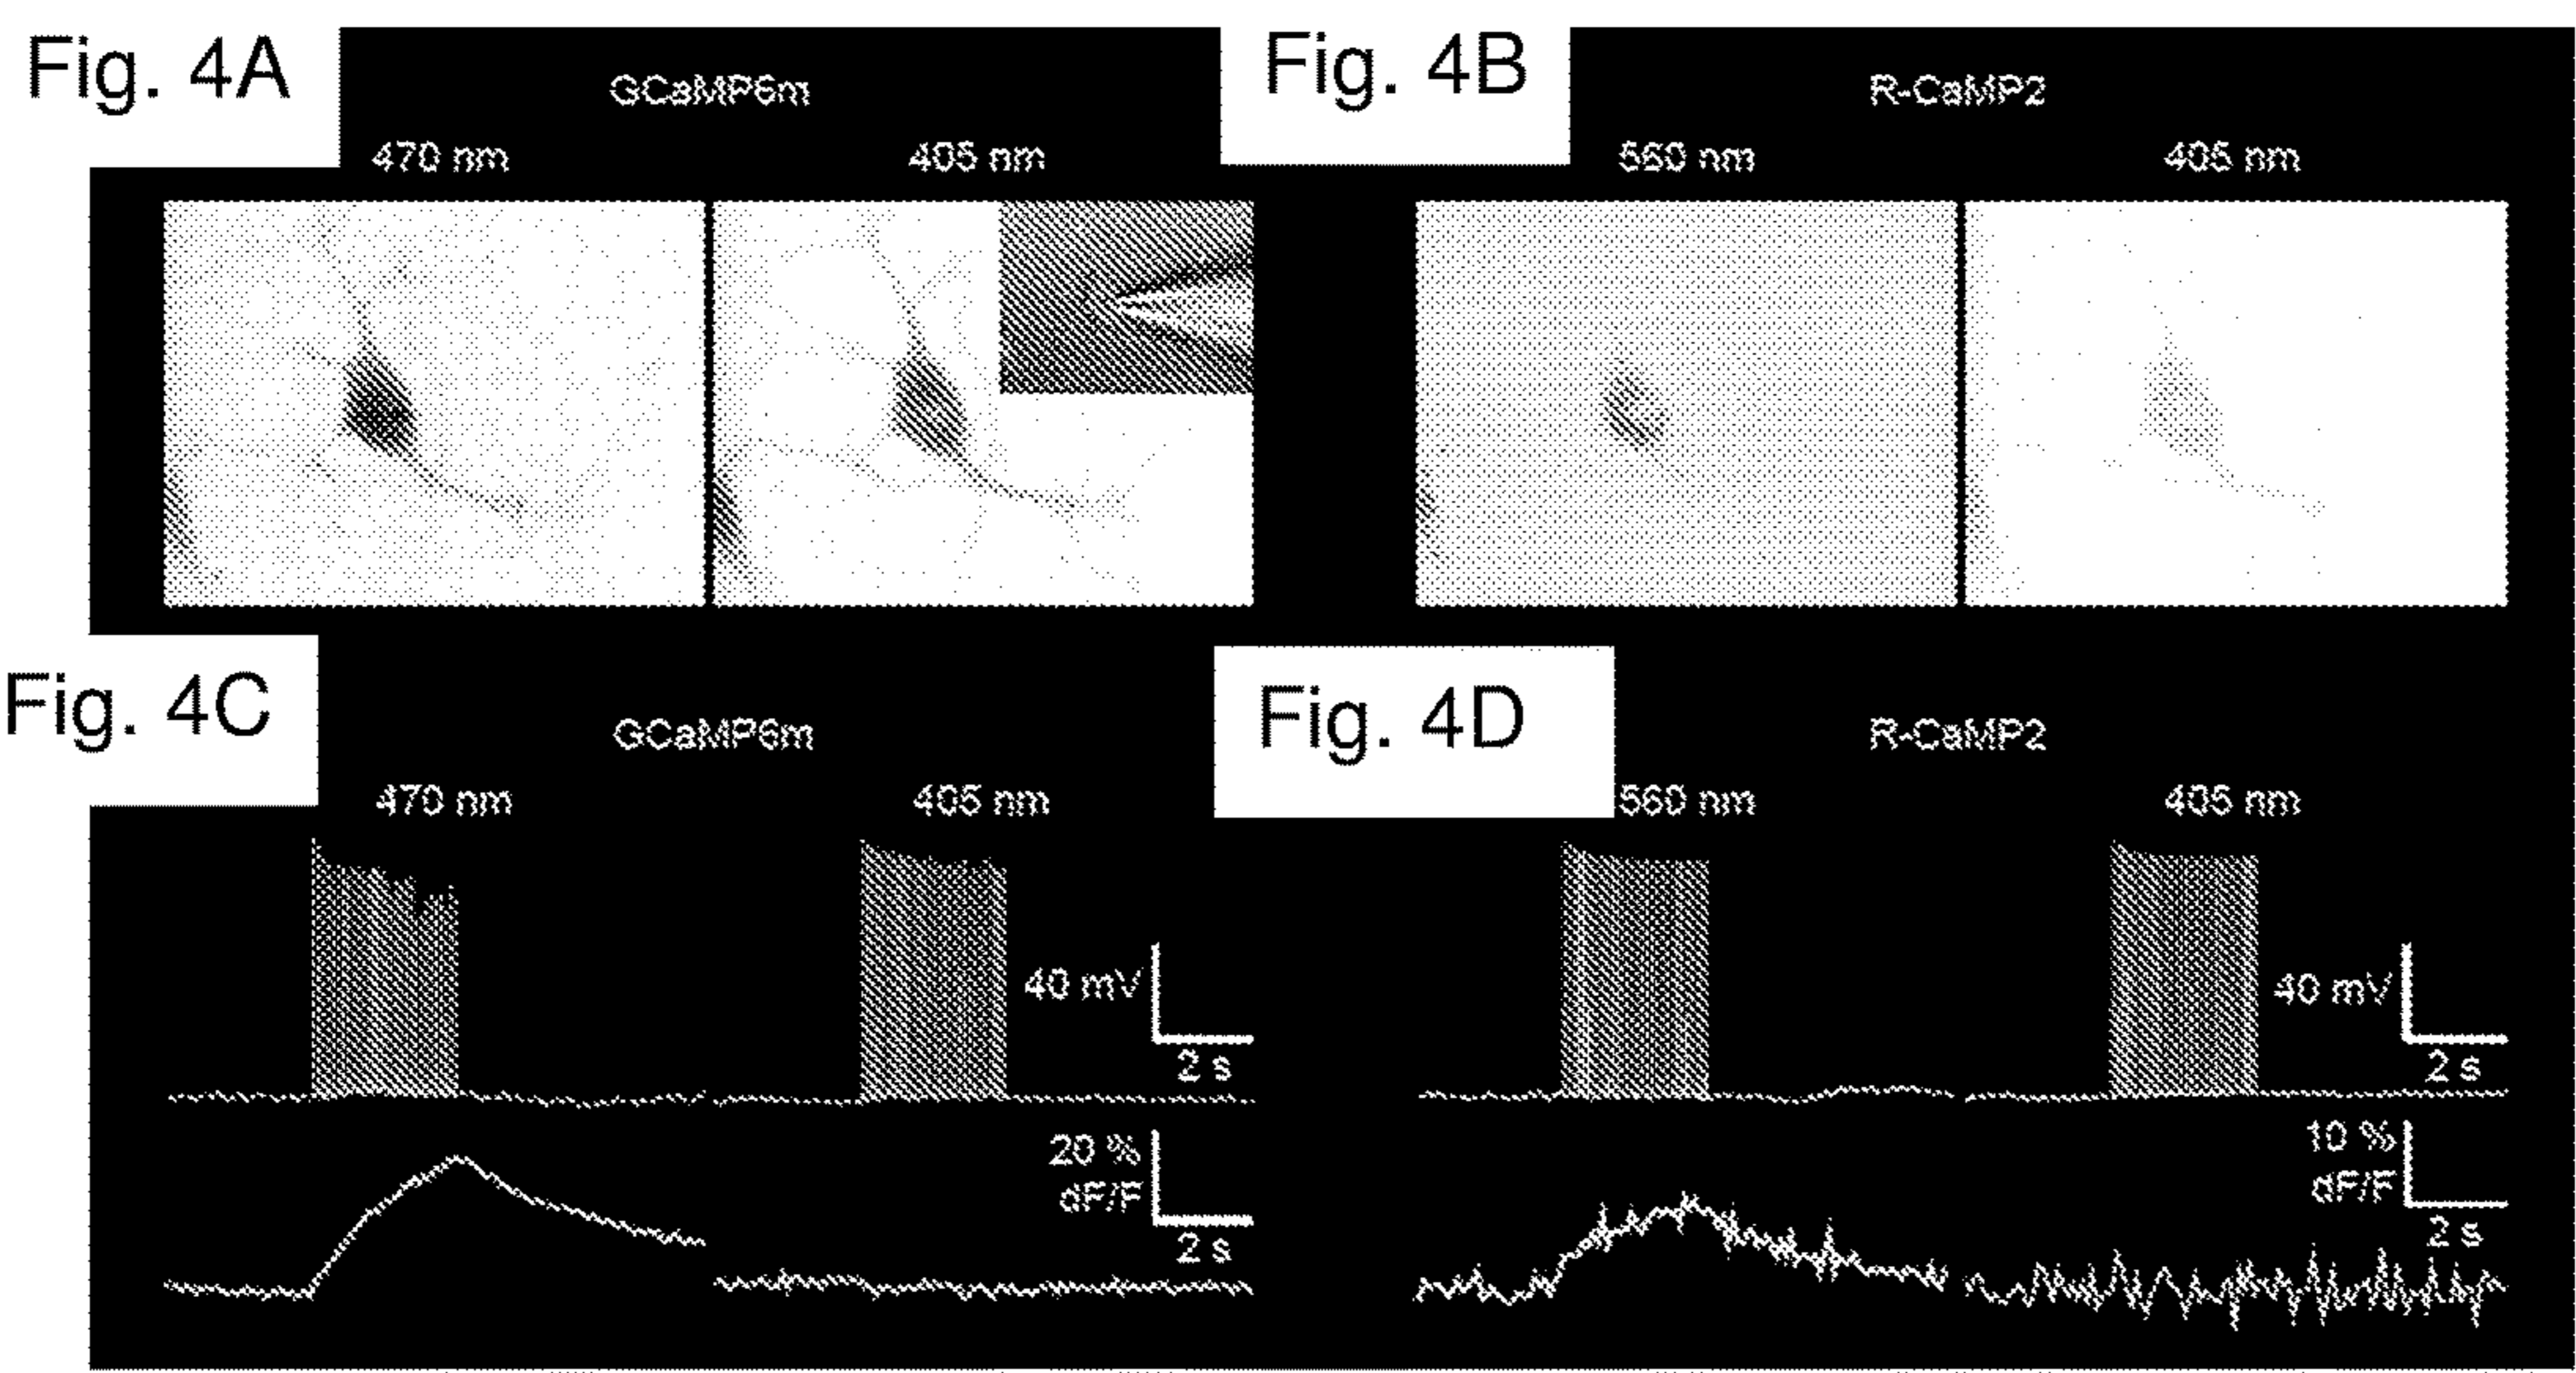 Fig. 4A
GCaMP6m
470 nm
405 nm
Fig. 4B
R-CaMP2
560 nm
405 nm
Fig. 4C
GCaMP6m
470 nm
405 nm
40 mV
2 s
20 %
dF/F
2 s
Fig. 4D
R-CaMP2
560 nm
405 nm
40 mV
2 s
10 %
dF/F
2 s